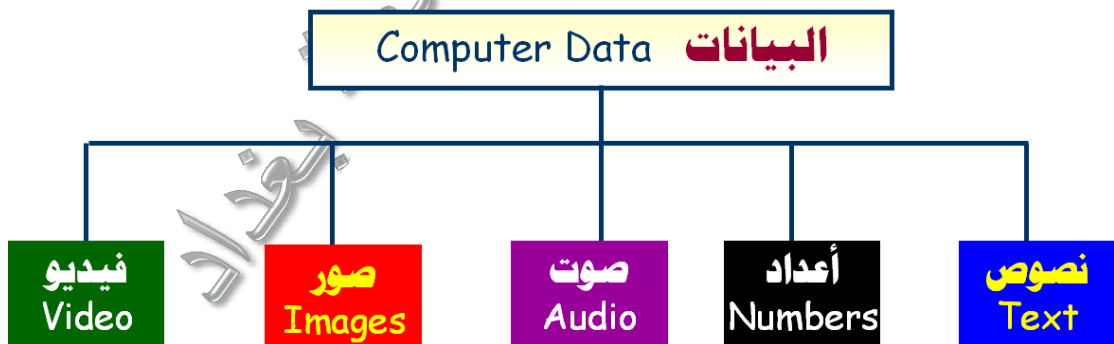 Computer Data البيانات
فيديو
Video
صور
Images
صوت
Audio
أعداد
Numbers
نصوص
Text